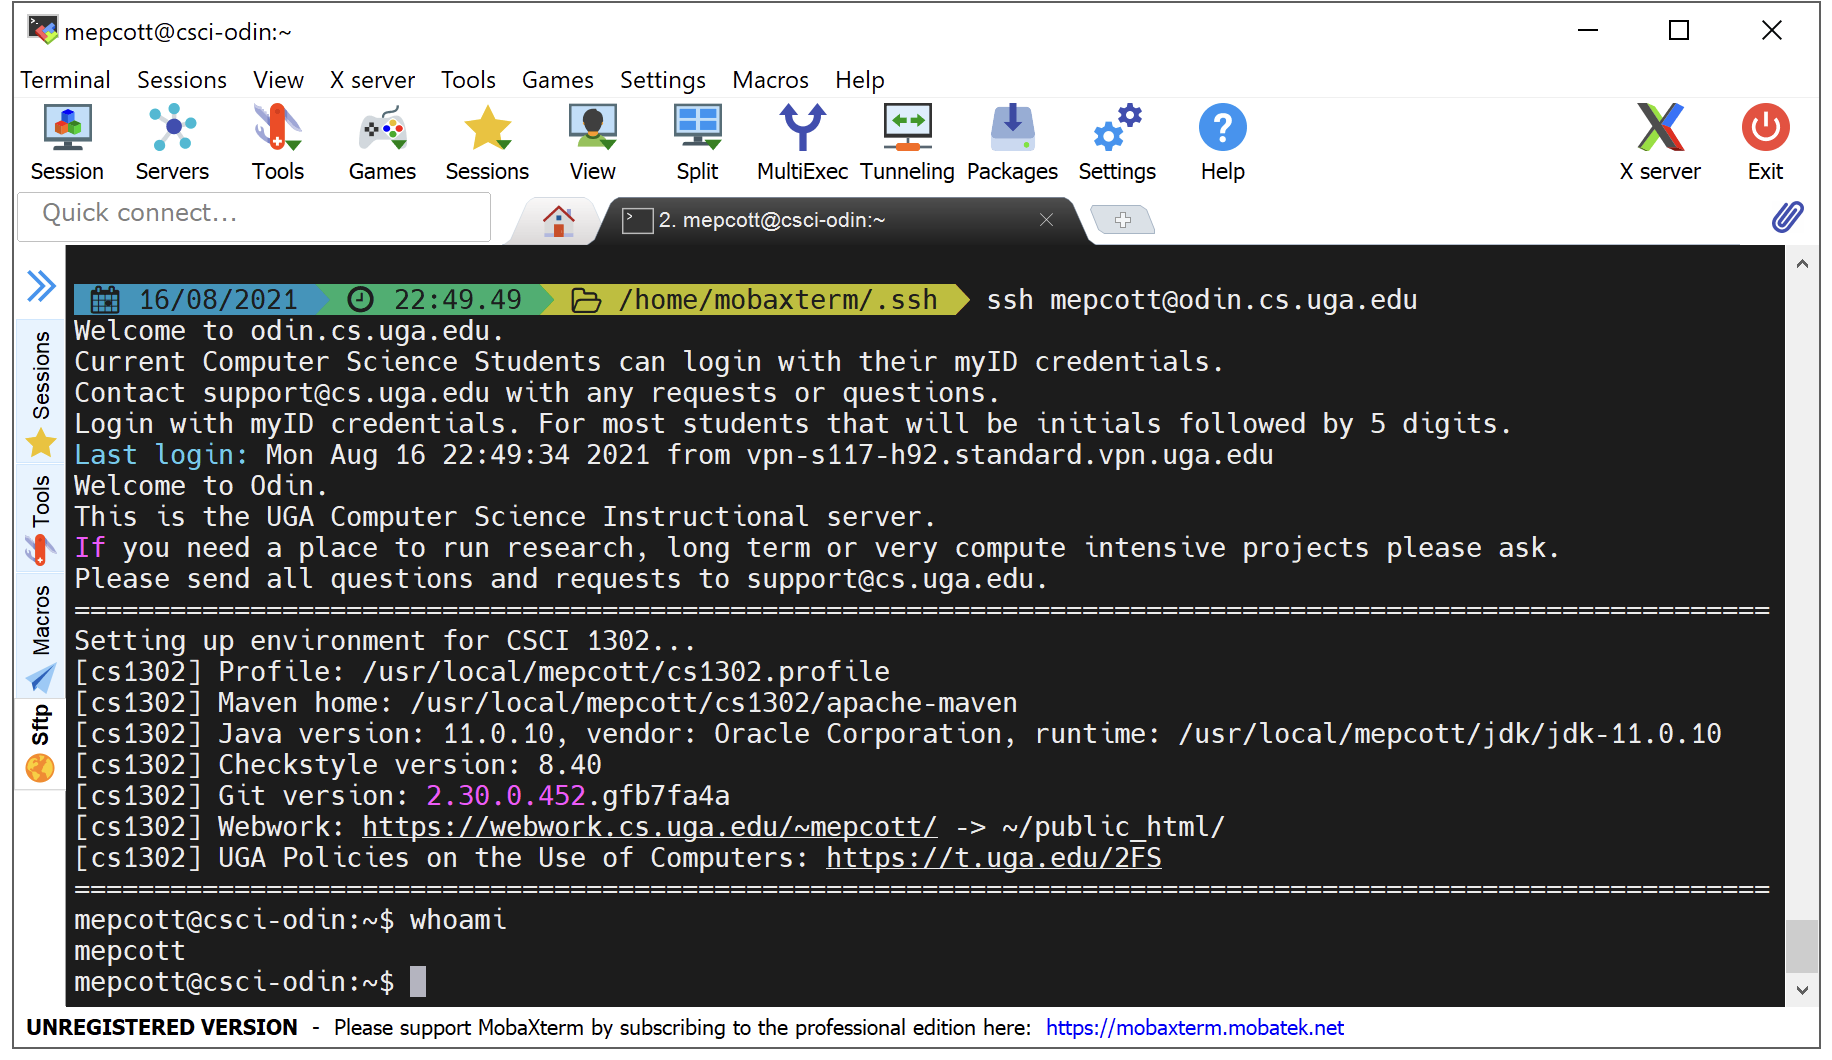 mepcott@csci-odin:~
Terminal Sessions View X server Tools Games Settings Macros Help
Session Servers Tools Games Sessions View Split MultiExec Tunneling Packages Settings Help X server Exit
Quick connect...
2. mepcott@csci-odin:~
Sessions
Tools
Macros
Sftp
16/08/2021 22:49.49 /home/mobaxterm/.ssh ssh mepcott@odin.cs.uga.edu
Welcome to odin.cs.uga.edu.
Current Computer Science Students can login with their myID credentials.
Contact support@cs.uga.edu with any requests or questions.
Login with myID credentials. For most students that will be initials followed by 5 digits.
Last login: Mon Aug 16 22:49:34 2021 from vpn-s117-h92.standard.vpn.uga.edu
Welcome to Odin.
This is the UGA Computer Science Instructional server.
If you need a place to run research, long term or very compute intensive projects please ask.
Please send all questions and requests to support@cs.uga.edu.
==========================================================================================================
Setting up environment for CSCI 1302...
[cs1302] Profile: /usr/local/mepcott/cs1302.profile
[cs1302] Maven home: /usr/local/mepcott/cs1302/apache-maven
[cs1302] Java version: 11.0.10, vendor: Oracle Corporation, runtime: /usr/local/mepcott/jdk/jdk-11.0.10
[cs1302] Checkstyle version: 8.40
[cs1302] Git version: 2.30.0.452.gfb7fa4a
[cs1302] Webwork: https://webwork.cs.uga.edu/~mepcott/ -> ~/public_html/
[cs1302] UGA Policies on the Use of Computers: https://t.uga.edu/2FS
==========================================================================================================
mepcott@csci-odin:~$ whoami
mepcott
mepcott@csci-odin:~$
UNREGISTERED VERSION - Please support MobaXterm by subscribing to the professional edition here: https://mobaxterm.mobatek.net